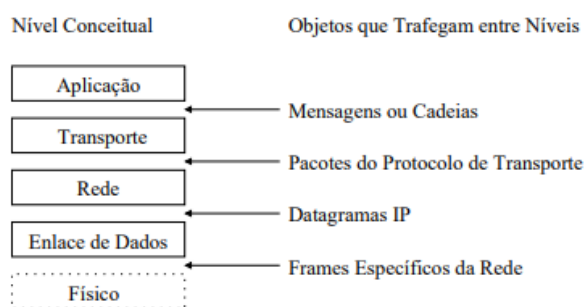 Nível Conceitual
Objetos que Trafegam entre Níveis
Aplicação
Mensagens ou Cadeias
Transporte
Pacotes do Protocolo de Transporte
Rede
Datagramas IP
Enlace de Dados
Frames Específicos da Rede
Físico